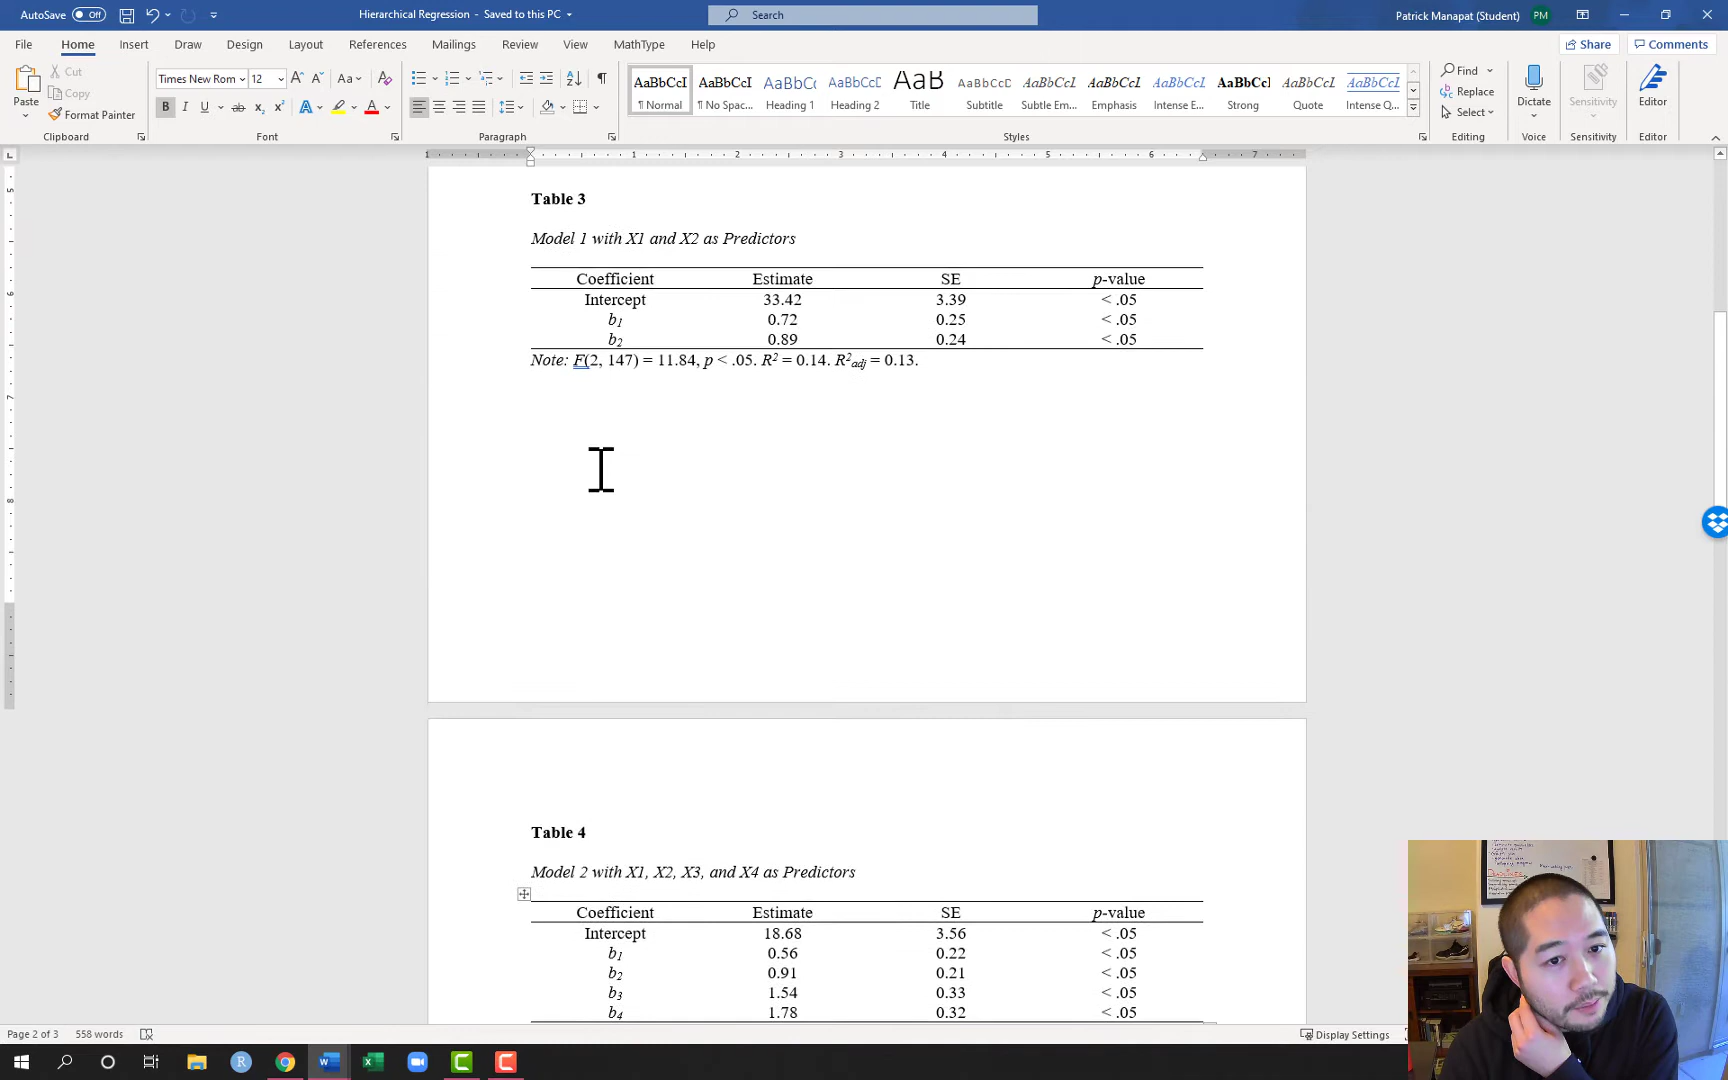 AutoSave Off Hierarchical Regression - Saved to this PC Search Patrick Manapat (Student) PM
File Home Insert Draw Design Layout References Mailings Review View MathType Help Share Comments
Paste Cut Copy Format Painter
Times New Rom 12
AaBbCcI AaBbCcI AaBbCc AaBbCcI AaB AaBbCcD AaBbCcI AaBbCcI AaBbCcI AaBbCcI AaBbCcI AaBbCcI
¶ Normal ¶ No Spac... Heading 1 Heading 2 Title Subtitle Subtle Em... Emphasis Intense E... Strong Quote Intense Q...
Find Replace Select Dictate Sensitivity Editor
Clipboard Font Paragraph Styles Editing Voice Sensitivity Editor
1 1 2 3 4 5 6 7
Table 3
Model 1 with X1 and X2 as Predictors
Coefficient Estimate SE p-value
Intercept 33.42 3.39 < .05
b1 0.72 0.25 < .05
b2 0.89 0.24 < .05
Note: F(2, 147) = 11.84, p < .05. R2 = 0.14. R2adj = 0.13.
Table 4
Model 2 with X1, X2, X3, and X4 as Predictors
Coefficient Estimate SE p-value
Intercept 18.68 3.56 < .05
b1 0.56 0.22 < .05
b2 0.91 0.21 < .05
b3 1.54 0.33 < .05
b4 1.78 0.32 < .05
Page 2 of 3 558 words Display Settings